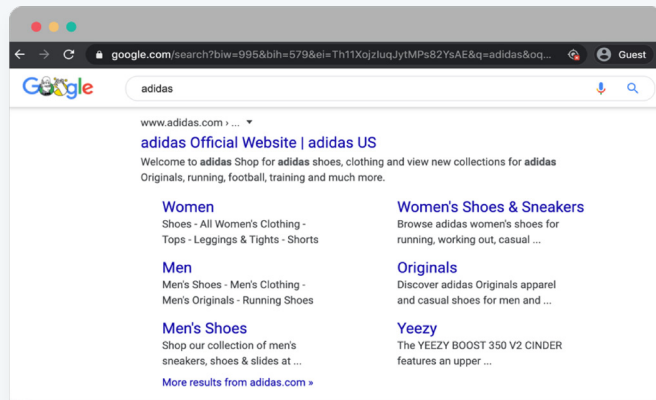 google.com/search?biw=995&bih=579&ei=Th11XojzIuqJytMPs82YsAE&q=adidas&oq...
Guest
Google
adidas
www.adidas.com › ...
adidas Official Website | adidas US
Welcome to adidas Shop for adidas shoes, clothing and view new collections for adidas
Originals, running, football, training and much more.
Women
Shoes - All Women's Clothing -
Tops - Leggings & Tights - Shorts
Women's Shoes & Sneakers
Browse adidas women's shoes for
running, working out, casual ...
Men
Men's Shoes - Men's Clothing -
Men's Originals - Running Shoes
Originals
Discover adidas Originals apparel
and casual shoes for men and ...
Men's Shoes
Shop our collection of men's
sneakers, shoes & slides at ...
Yeezy
The YEEZY BOOST 350 V2 CINDER
features an upper ...
More results from adidas.com »